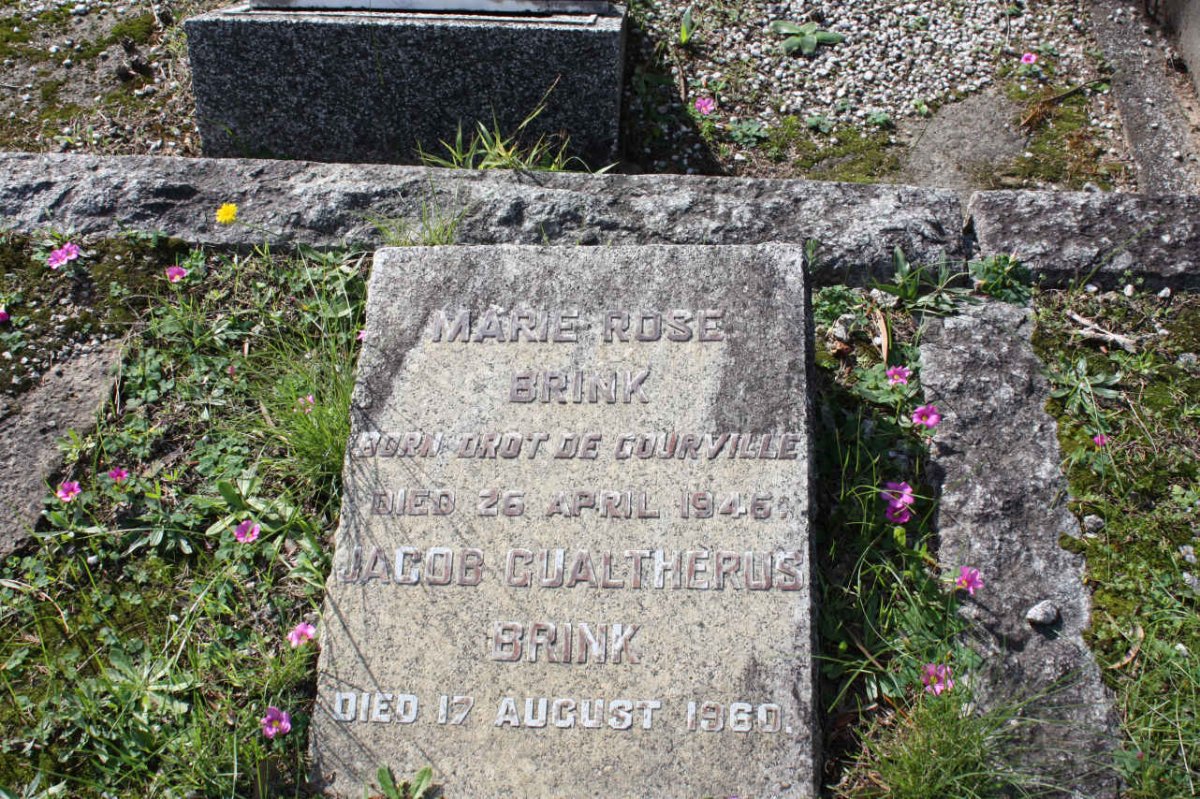 MARIE ROSE
BRINK
BORN DROT DE GOURVILLE
DIED 26 APRIL 1946.
JACOB GUALTHERUS
BRINK
DIED 17 AUGUST 1960.